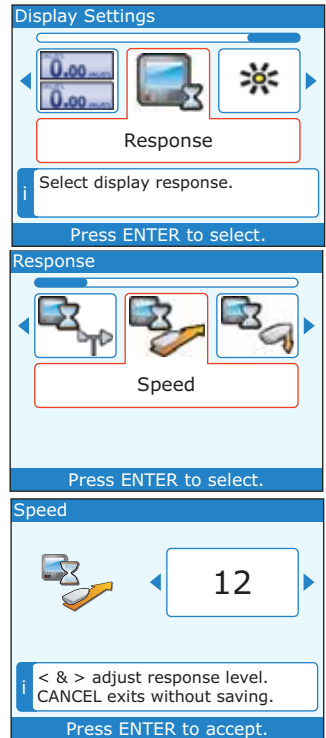 Display Settings
0.00
0.00
Response
i
Select display response.
Press ENTER to select.
Response
Speed
Press ENTER to select.
Speed
12
i
< & > adjust response level.
CANCEL exits without saving.
Press ENTER to accept.